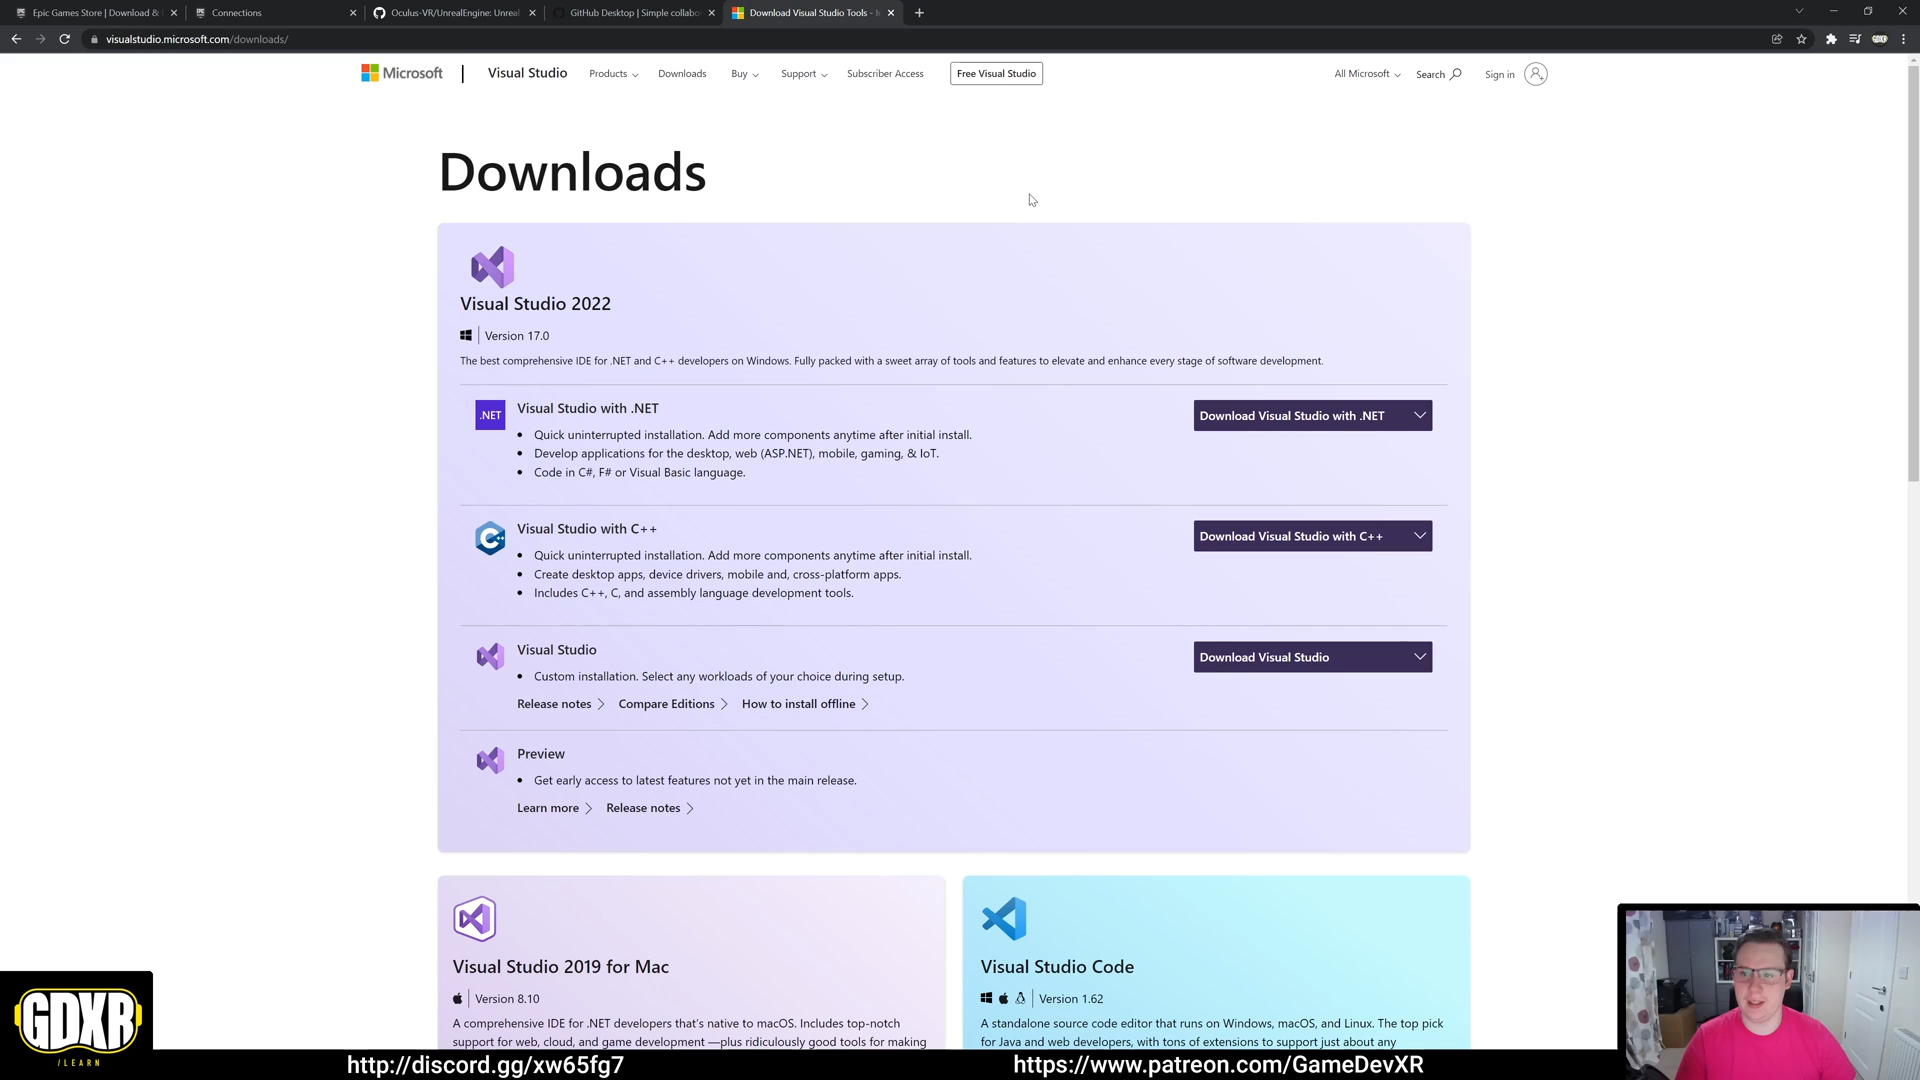 Epic Games Store | Download &
Connections
Oculus-VR/UnrealEngine: Unreal
GitHub Desktop | Simple collabo
Download Visual Studio Tools -
visualstudio.microsoft.com/downloads/
Microsoft
Visual Studio
Products
Downloads
Buy
Support
Subscriber Access
Free Visual Studio
All Microsoft
Search
Sign in
Downloads
Visual Studio 2022
Version 17.0
The best comprehensive IDE for .NET and C++ developers on Windows. Fully packed with a sweet array of tools and features to elevate and enhance every stage of software development.
.NET
Visual Studio with .NET
Download Visual Studio with .NET
• Quick uninterrupted installation. Add more components anytime after initial install.
• Develop applications for the desktop, web (ASP.NET), mobile, gaming, & IoT.
• Code in C#, F# or Visual Basic language.
C++
Visual Studio with C++
Download Visual Studio with C++
• Quick uninterrupted installation. Add more components anytime after initial install.
• Create desktop apps, device drivers, mobile and, cross-platform apps.
• Includes C++, C, and assembly language development tools.
Visual Studio
Download Visual Studio
• Custom installation. Select any workloads of your choice during setup.
Release notes
Compare Editions
How to install offline
Preview
• Get early access to latest features not yet in the main release.
Learn more
Release notes
Visual Studio 2019 for Mac
Version 8.10
A comprehensive IDE for .NET developers that's native to macOS. Includes top-notch
support for web, cloud, and game development —plus ridiculously good tools for making
Visual Studio Code
Version 1.62
A standalone source code editor that runs on Windows, macOS, and Linux. The top pick
for Java and web developers, with tons of extensions to support just about any
GDXR
/LEARN
http://discord.gg/xw65fg7
https://www.patreon.com/GameDevXR